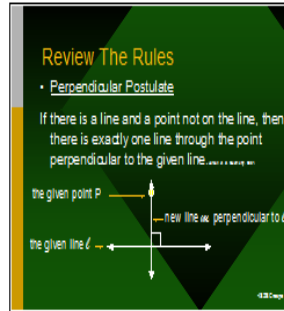 Review The Rules
• Perpendicular Postulate
If there is a line and a point not on the line, then
there is exactly one line through the point
perpendicular to the given line.
the given point P
new line m perpendicular to ℓ
the given line ℓ